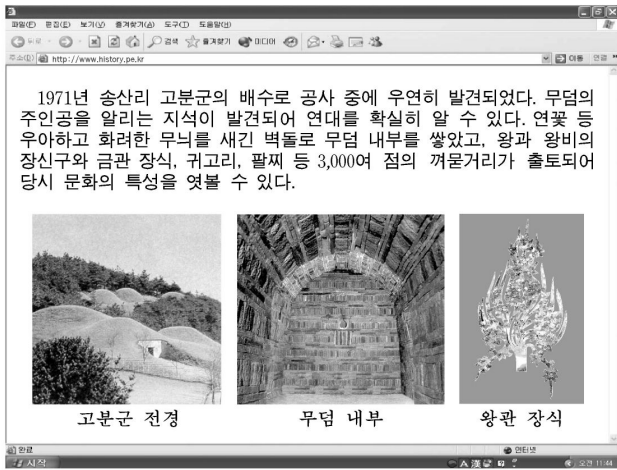 파일(F) 편집(E) 보기(V) 즐겨찾기(A) 도구(T) 도움말(H)
뒤로 검색 즐겨찾기 미디어
주소(D) http://www.history.pe.kr 이동 연결 »
1971년 송산리 고분군의 배수로 공사 중에 우연히 발견되었다. 무덤의
주인공을 알리는 지석이 발견되어 연대를 확실히 알 수 있다. 연꽃 등
우아하고 화려한 무늬를 새긴 벽돌로 무덤 내부를 쌓았고, 왕과 왕비의
장신구와 금관 장식, 귀고리, 팔찌 등 3,000여 점의 껴묻거리가 출토되어
당시 문화의 특성을 엿볼 수 있다.
고분군 전경 무덤 내부 왕관 장식
완료 인터넷
시작 A 漢 오전 11:44